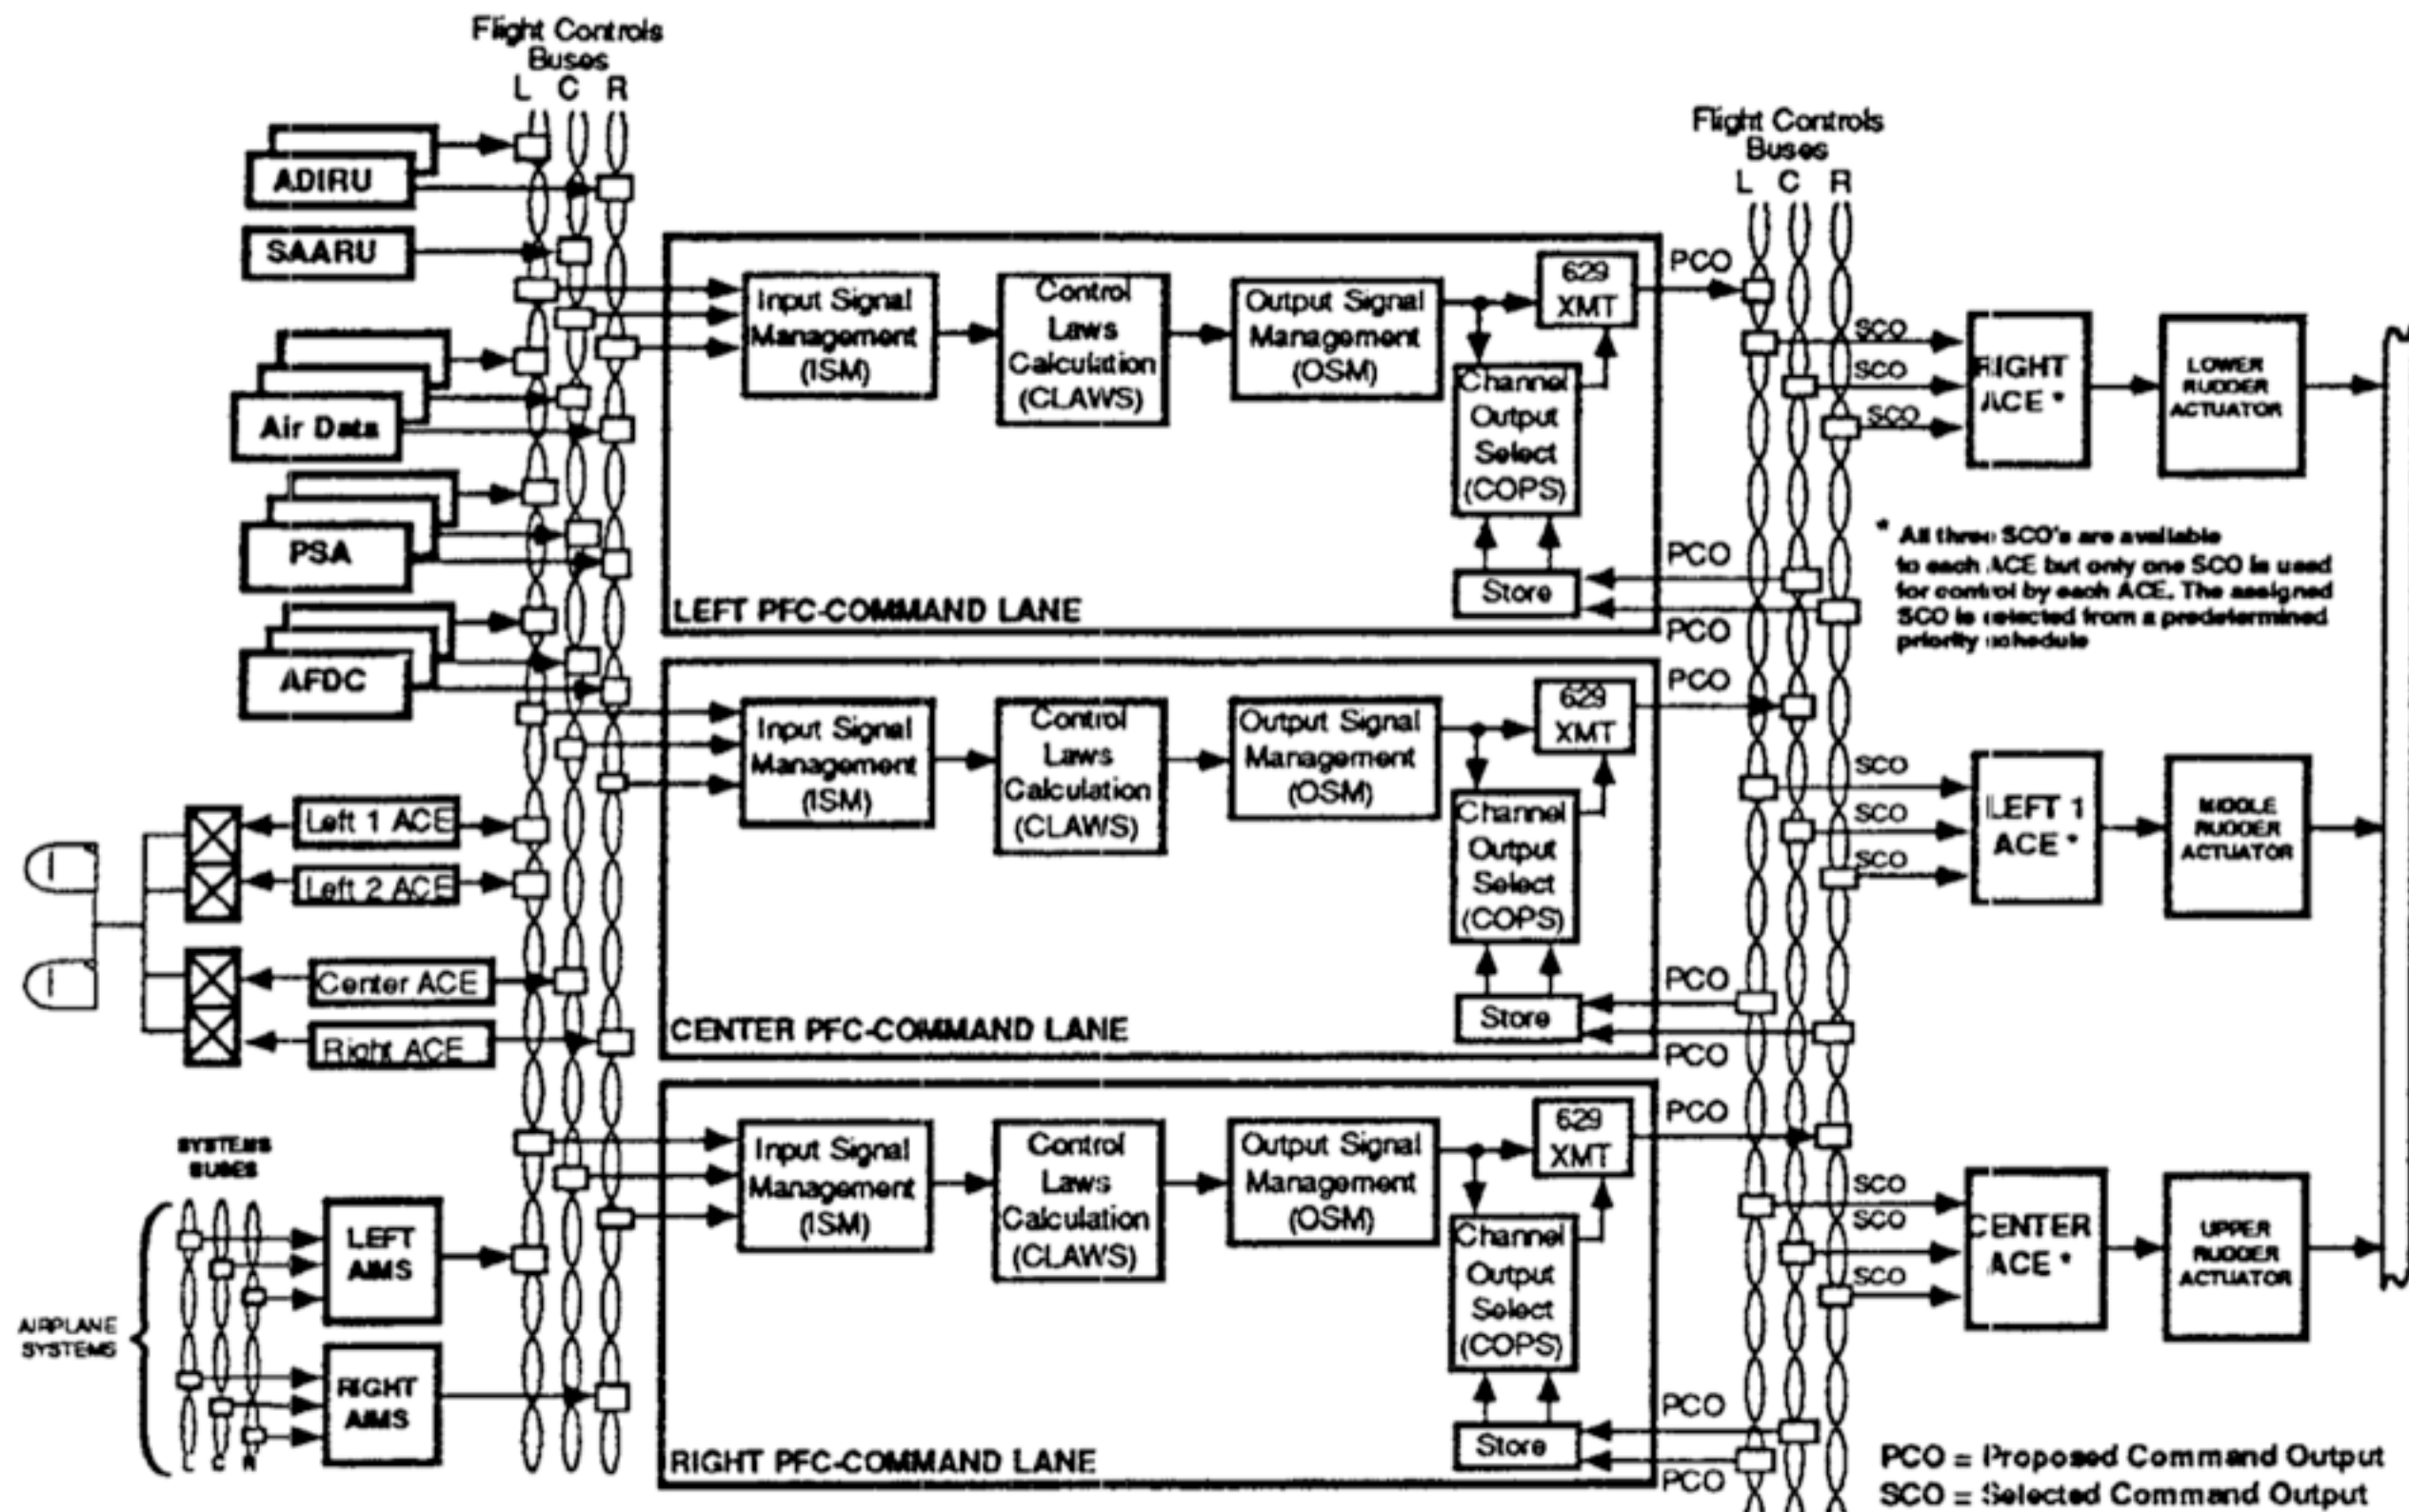 Flight Controls
Buses
L C R
ADIRU
SAARU
Air Data
PSA
AFDC
Left 1 ACE
Left 2 ACE
Center ACE
Right ACE
SYSTEMS
BUSES
AIRPLANE
SYSTEMS
L C R
LEFT
AIMS
RIGHT
AIMS
Input Signal
Management
(ISM)
Control
Laws
Calculation
(CLAWS)
Output Signal
Management
(OSM)
629
XMT
Channel
Output
Select
(COPS)
Store
LEFT PFC-COMMAND LANE
PCO
PCO
PCO
Input Signal
Management
(ISM)
Control
Laws
Calculation
(CLAWS)
Output Signal
Management
(OSM)
629
XMT
Channel
Output
Select
(COPS)
Store
CENTER PFC-COMMAND LANE
PCO
PCO
PCO
Input Signal
Management
(ISM)
Control
Laws
Calculation
(CLAWS)
Output Signal
Management
(OSM)
629
XMT
Channel
Output
Select
(COPS)
Store
RIGHT PFC-COMMAND LANE
PCO
PCO
PCO
Flight Controls
Buses
L C R
SCO
SCO
SCO
RIGHT
ACE *
LOWER
RUDDER
ACTUATOR
* All three SCO's are available
to each ACE but only one SCO is used
for control by each ACE. The assigned
SCO is selected from a predetermined
priority schedule
SCO
SCO
SCO
LEFT 1
ACE *
MIDDLE
RUDDER
ACTUATOR
SCO
SCO
SCO
CENTER
ACE *
UPPER
RUDDER
ACTUATOR
PCO = Proposed Command Output
SCO = Selected Command Output